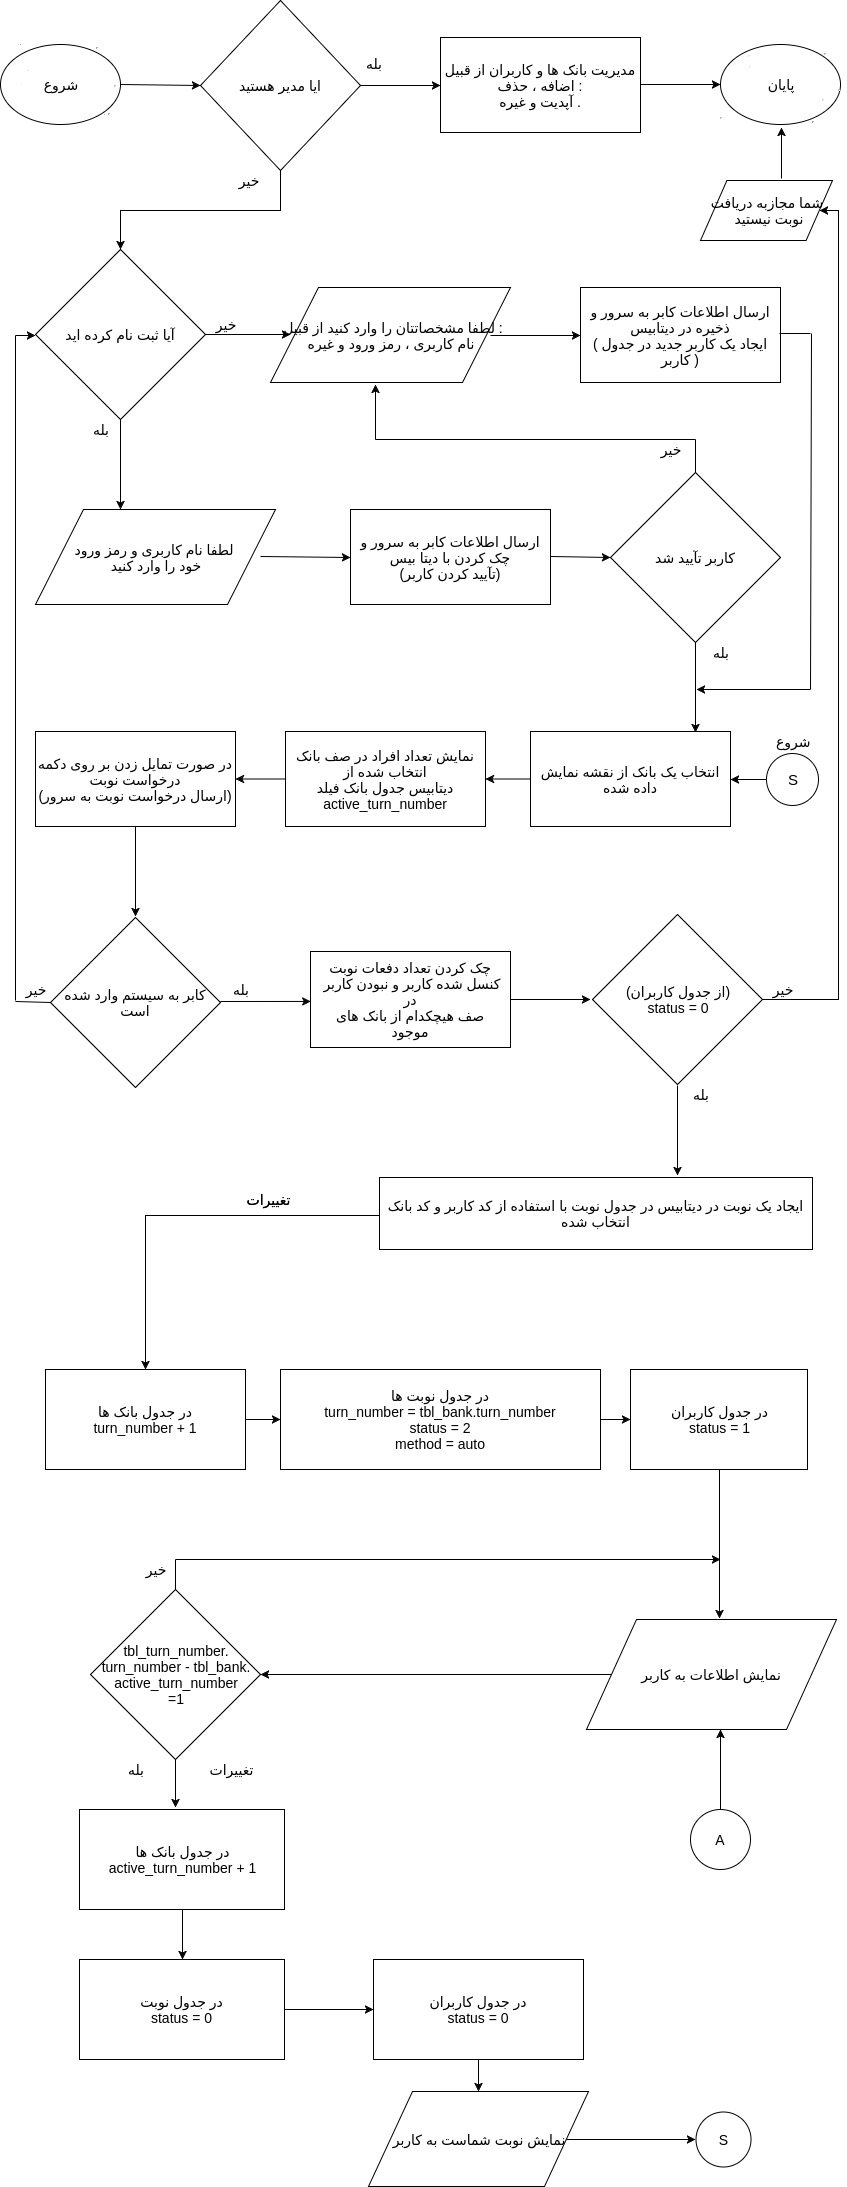 شروع
ایا مدیر هستید
بله
مدیریت بانک ها و کاربران از قبیل
اضافه ، حذف :
آپدیت و غیره .
پایان
خیر
شما مجازبه دریافت
نوبت نیستید
آیا ثبت نام کرده اید
خیر
لطفا مشخصاتتان را وارد کنید از قبیل :
نام کاربری ، رمز ورود و غیره
ارسال اطلاعات کابر به سرور و
ذخیره در دیتابیس
ایجاد یک کاربر جدید در جدول )
( کاربر
بله
خیر
لطفا نام کاربری و رمز ورود
خود را وارد کنید
ارسال اطلاعات کابر به سرور و
چک کردن با دیتا بیس
(تآیید کردن کاربر)
کاربر تآیید شد
بله
شروع
S
انتخاب یک بانک از نقشه نمایش
داده شده
نمایش تعداد افراد در صف بانک
انتخاب شده از
دیتابیس جدول بانک فیلد
active_turn_number
در صورت تمایل زدن بر روی دکمه
درخواست نوبت
(ارسال درخواست نوبت به سرور)
خیر
کابر به سیستم وارد شده
است
بله
چک کردن تعداد دفعات نوبت
کنسل شده کاربر و نبودن کاربر
در
صف هیچکدام از بانک های
موجود
(از جدول کاربران)
status = 0
خیر
بله
ایجاد یک نوبت در دیتابیس در جدول نوبت با استفاده از کد کاربر و کد بانک
انتخاب شده
تغییرات
در جدول بانک ها
turn_number + 1
در جدول نوبت ها
turn_number = tbl_bank.turn_number
status = 2
method = auto
در جدول کاربران
status = 1
خیر
tbl_turn_number.
turn_number - tbl_bank.
active_turn_number
=1
نمایش اطلاعات به کاربر
بله
تغییرات
A
در جدول بانک ها
active_turn_number + 1
در جدول نوبت
status = 0
در جدول کاربران
status = 0
نمایش نوبت شماست به کاربر
S